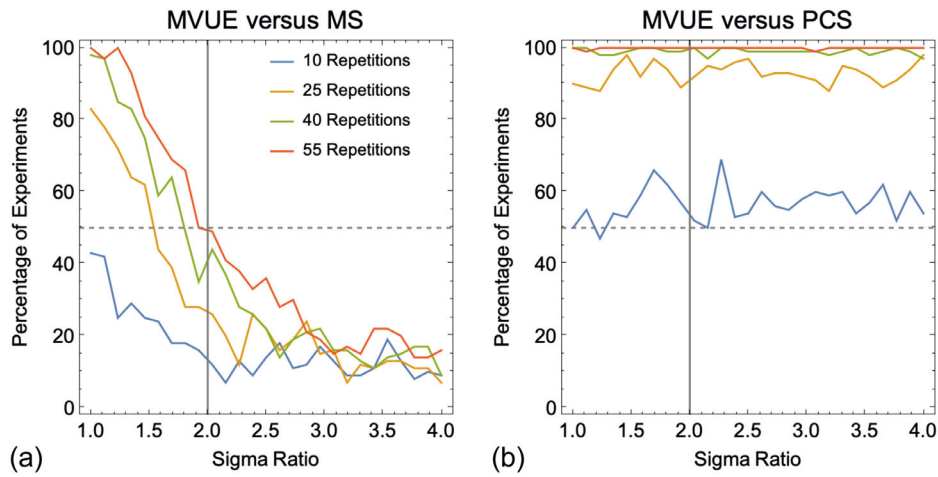 MVUE versus MS
MVUE versus PCS
Percentage of Experiments
100
80
60
40
20
0
10 Repetitions
25 Repetitions
40 Repetitions
55 Repetitions
1.0 1.5 2.0 2.5 3.0 3.5 4.0
Sigma Ratio
(a)
Percentage of Experiments
100
80
60
40
20
0
1.0 1.5 2.0 2.5 3.0 3.5 4.0
Sigma Ratio
(b)